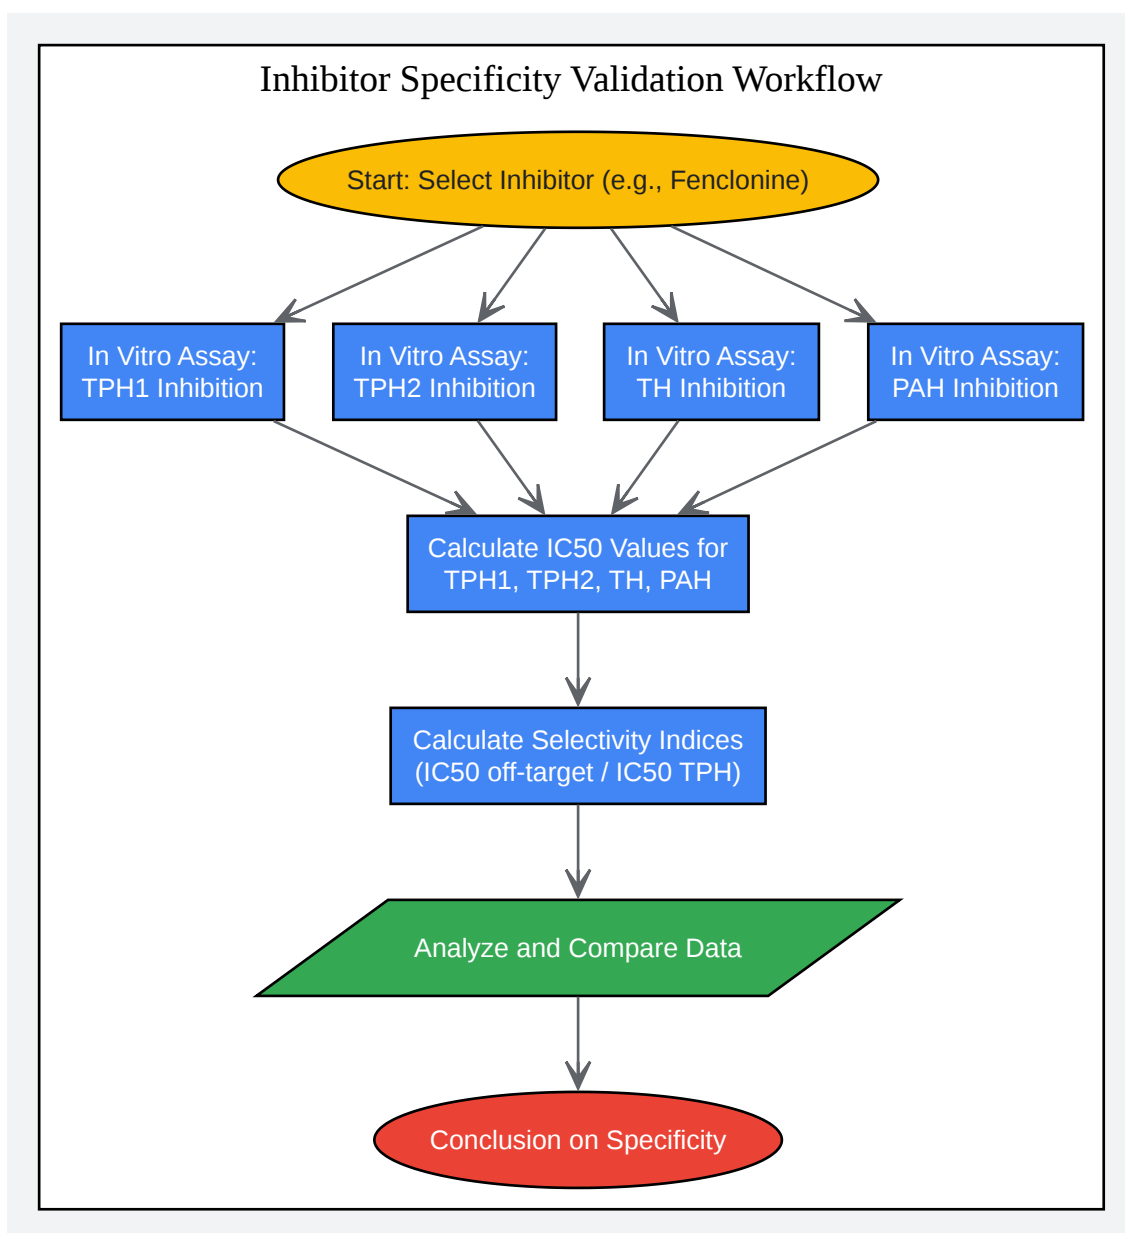 Inhibitor Specificity Validation Workflow
Start: Select Inhibitor (e.g., Fenclonine)
In Vitro Assay:
TPH1 Inhibition
In Vitro Assay:
TPH2 Inhibition
In Vitro Assay:
TH Inhibition
In Vitro Assay:
PAH Inhibition
Calculate IC50 Values for
TPH1, TPH2, TH, PAH
Calculate Selectivity Indices
(IC50 off-target / IC50 TPH)
Analyze and Compare Data
Conclusion on Specificity